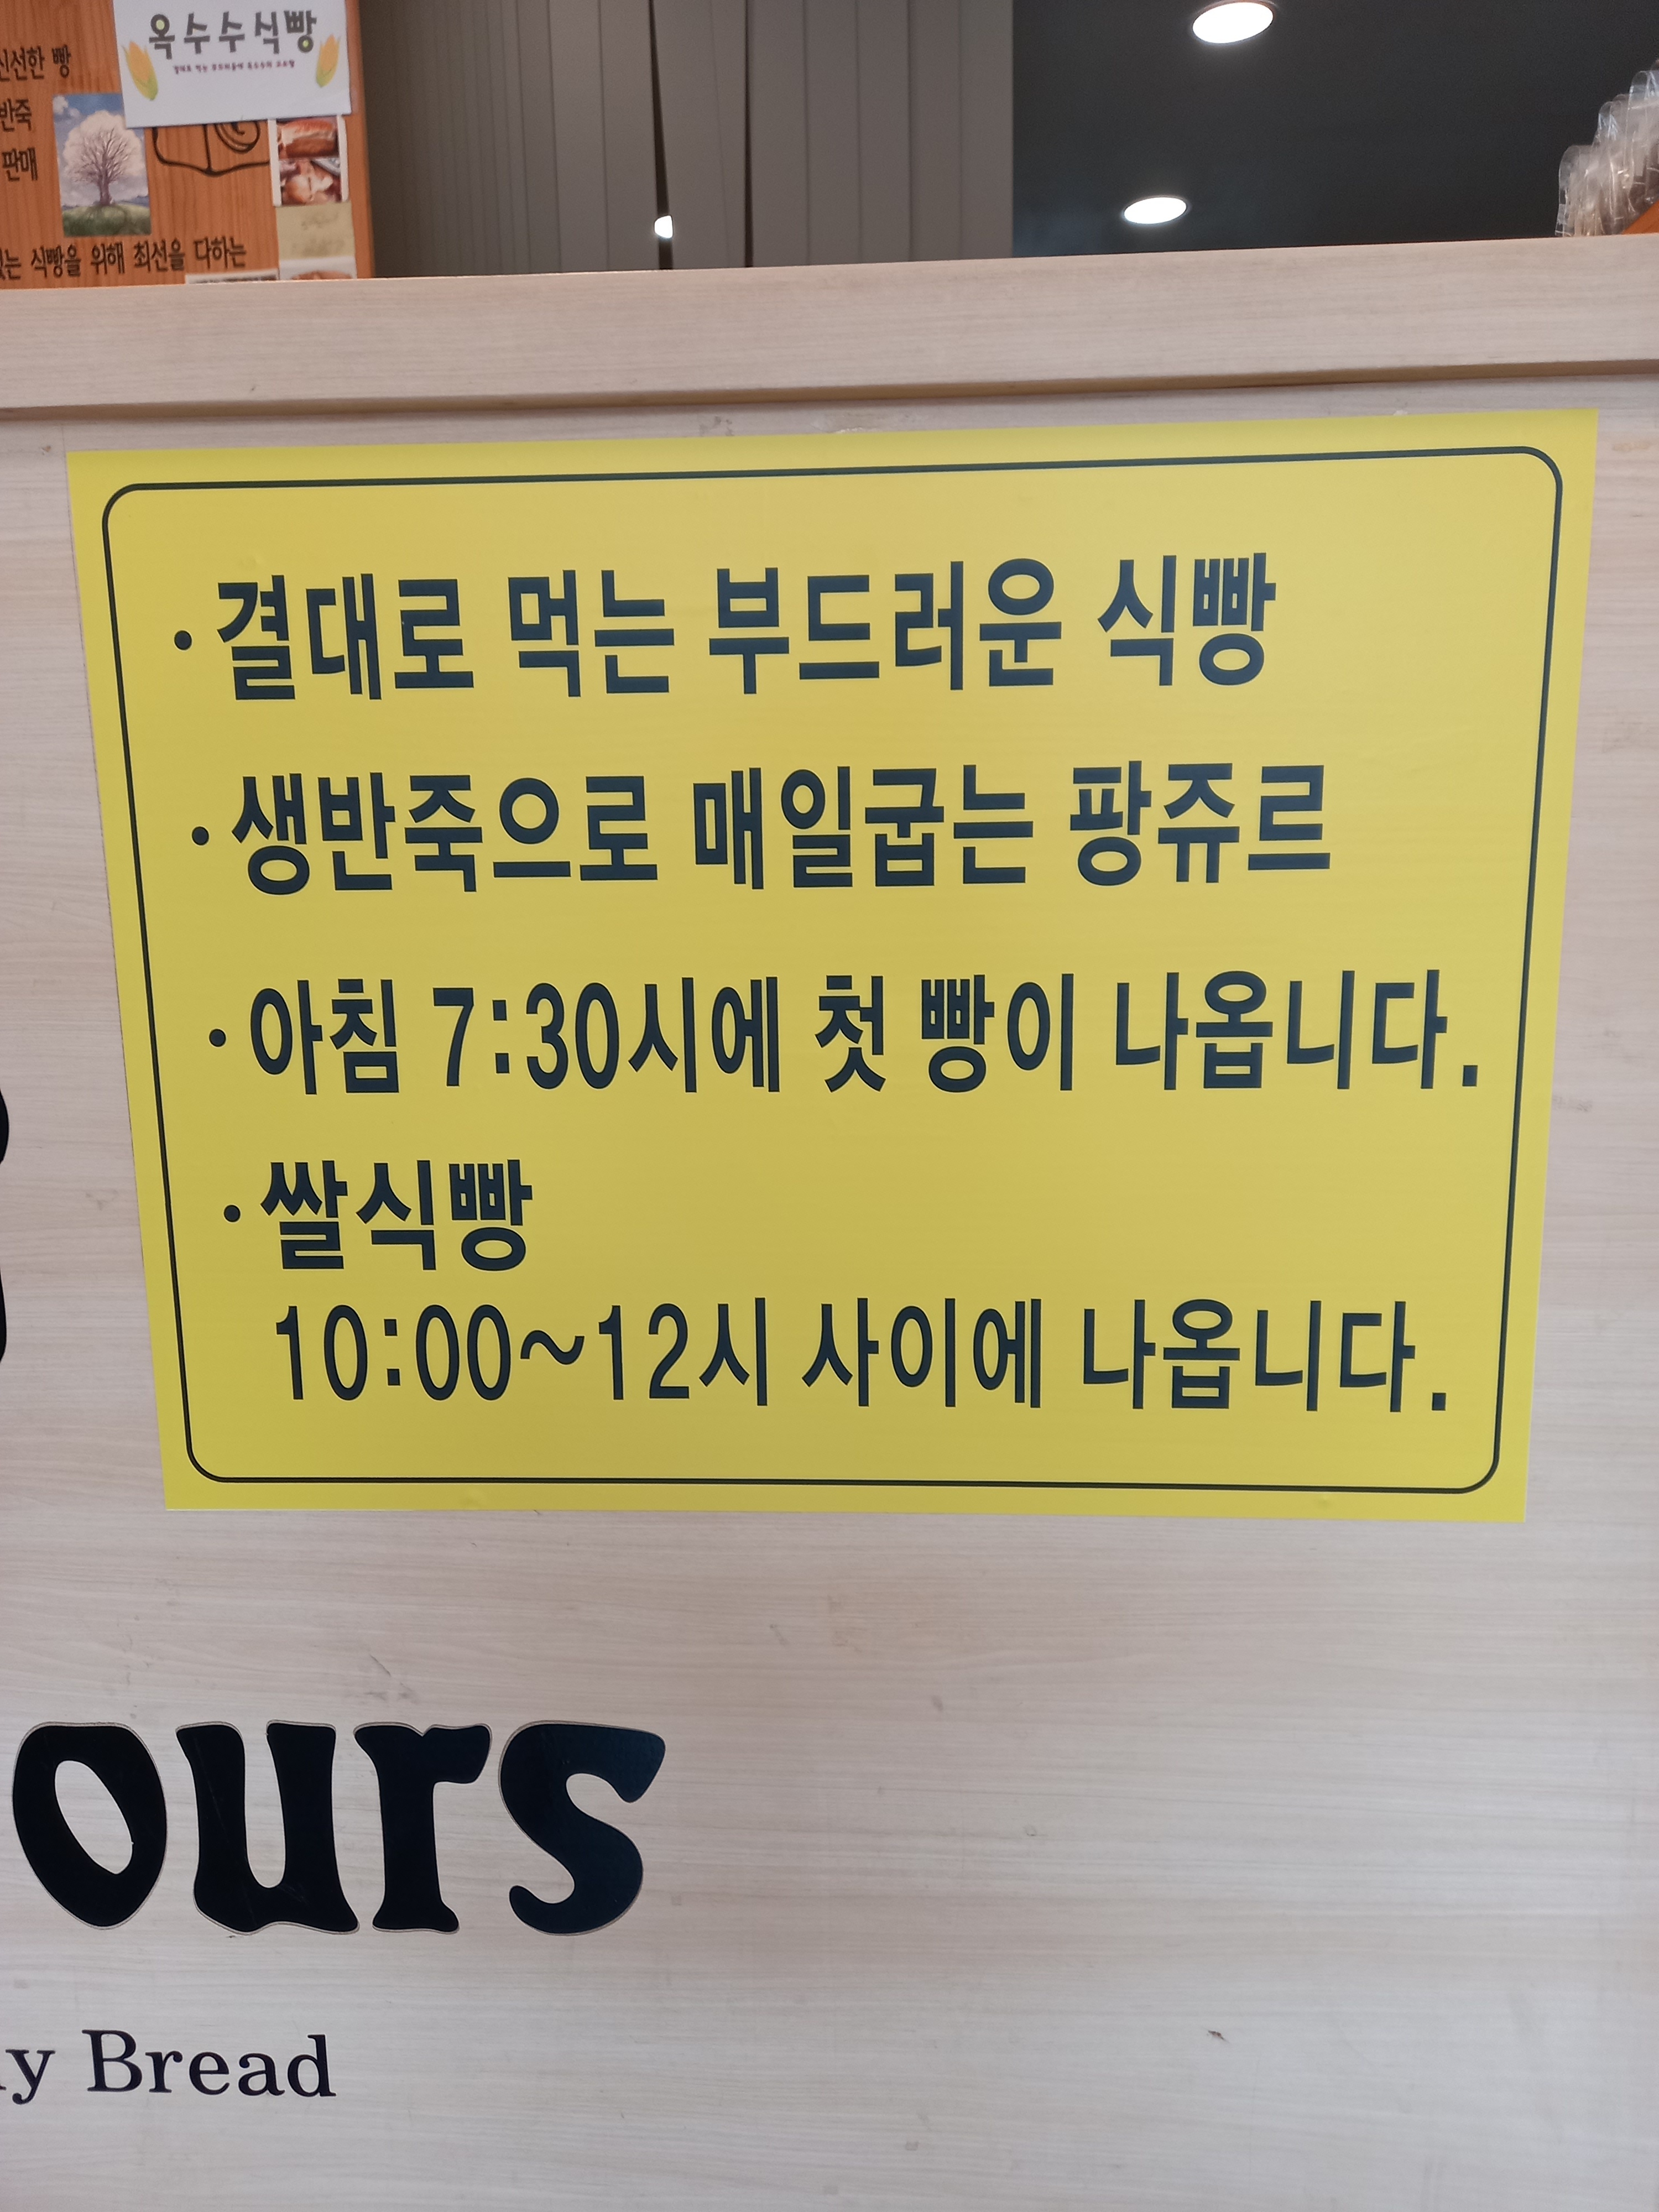 옥수수식빵
신선한 빵
반죽
판매
는 식빵을 위해 최선을 다하는
·결대로 먹는 부드러운 식빵
·생반죽으로 매일굽는 팡쥬르
·아침 7:30시에 첫 빵이 나옵니다.
·쌀식빵
10:00~12시 사이에 나옵니다.
ours
y Bread